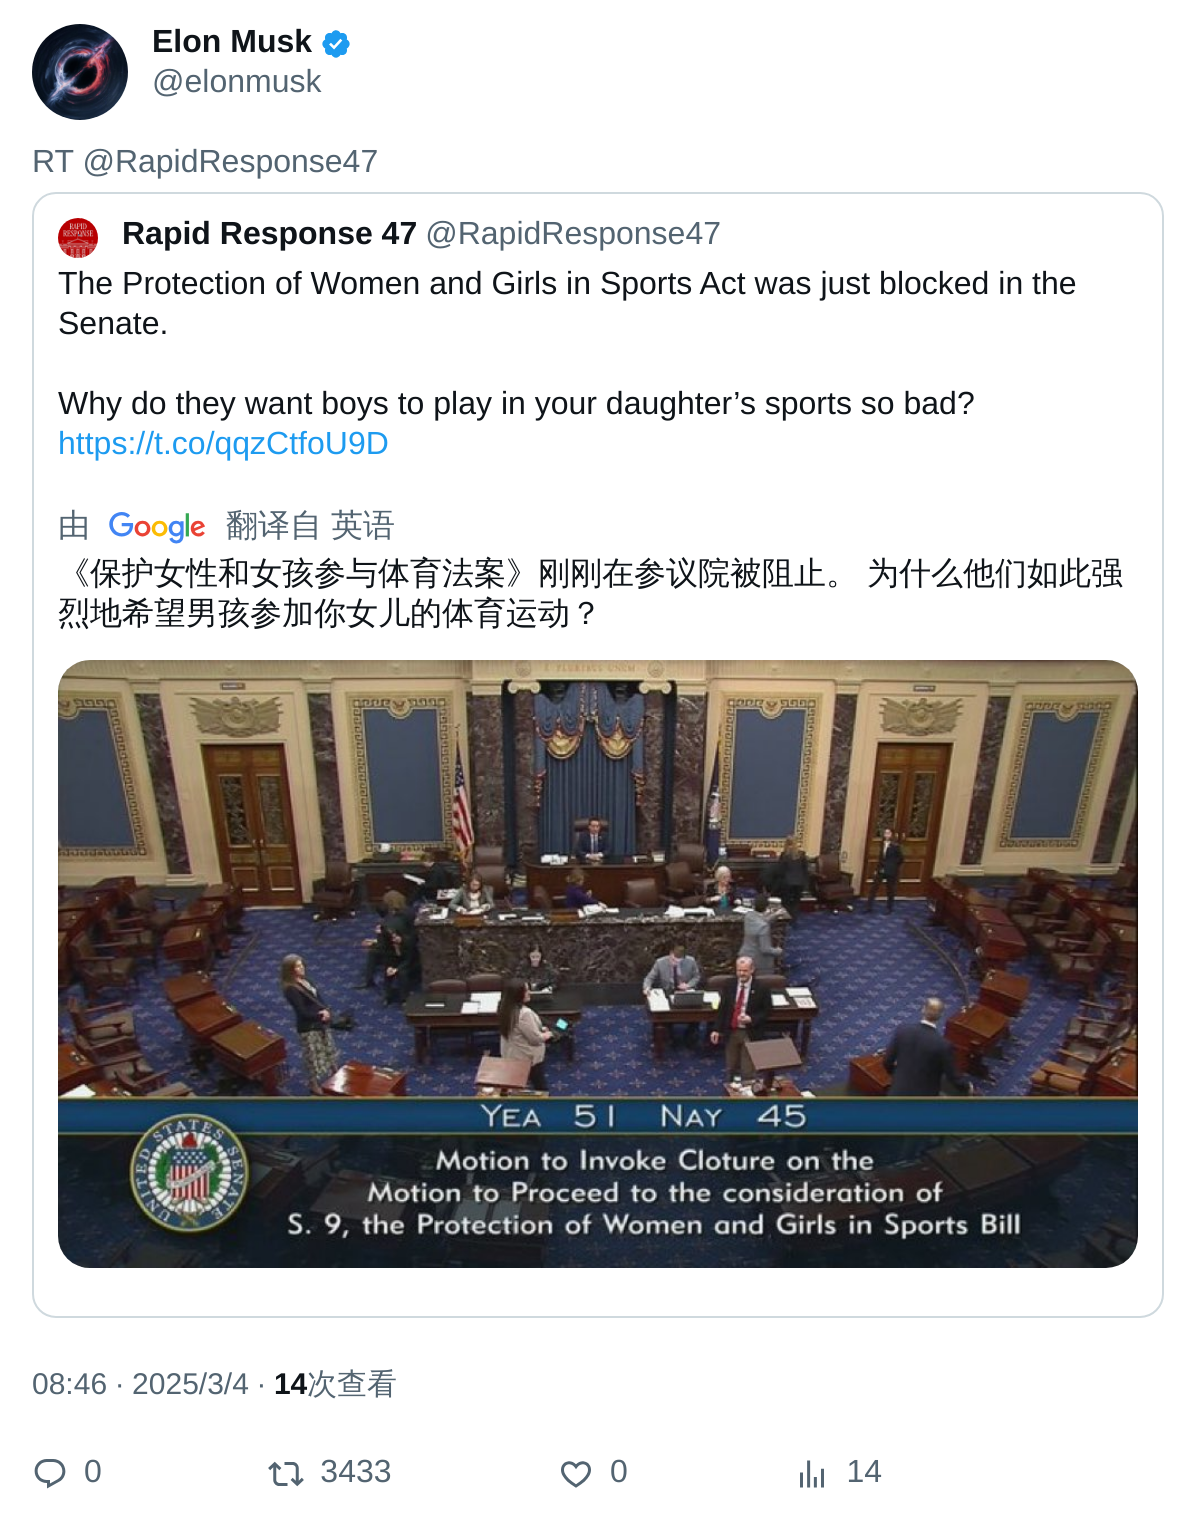 Elon Musk
@elonmusk
RT @RapidResponse47
RAPID
RESPONSE
Rapid Response 47 @RapidResponse47
The Protection of Women and Girls in Sports Act was just blocked in the
Senate.
Why do they want boys to play in your daughter’s sports so bad?
https://t.co/qqzCtfoU9D
由 Google 翻译自 英语
《保护女性和女孩参与体育法案》刚刚在参议院被阻止。 为什么他们如此强
烈地希望男孩参加你女儿的体育运动？
E PLURIBUS UNUM
YEA 51 NAY 45
UNITED STATES SENATE
Motion to Invoke Cloture on the
Motion to Proceed to the consideration of
S. 9, the Protection of Women and Girls in Sports Bill
08:46 · 2025/3/4 · 14次查看
0 3433 0 14